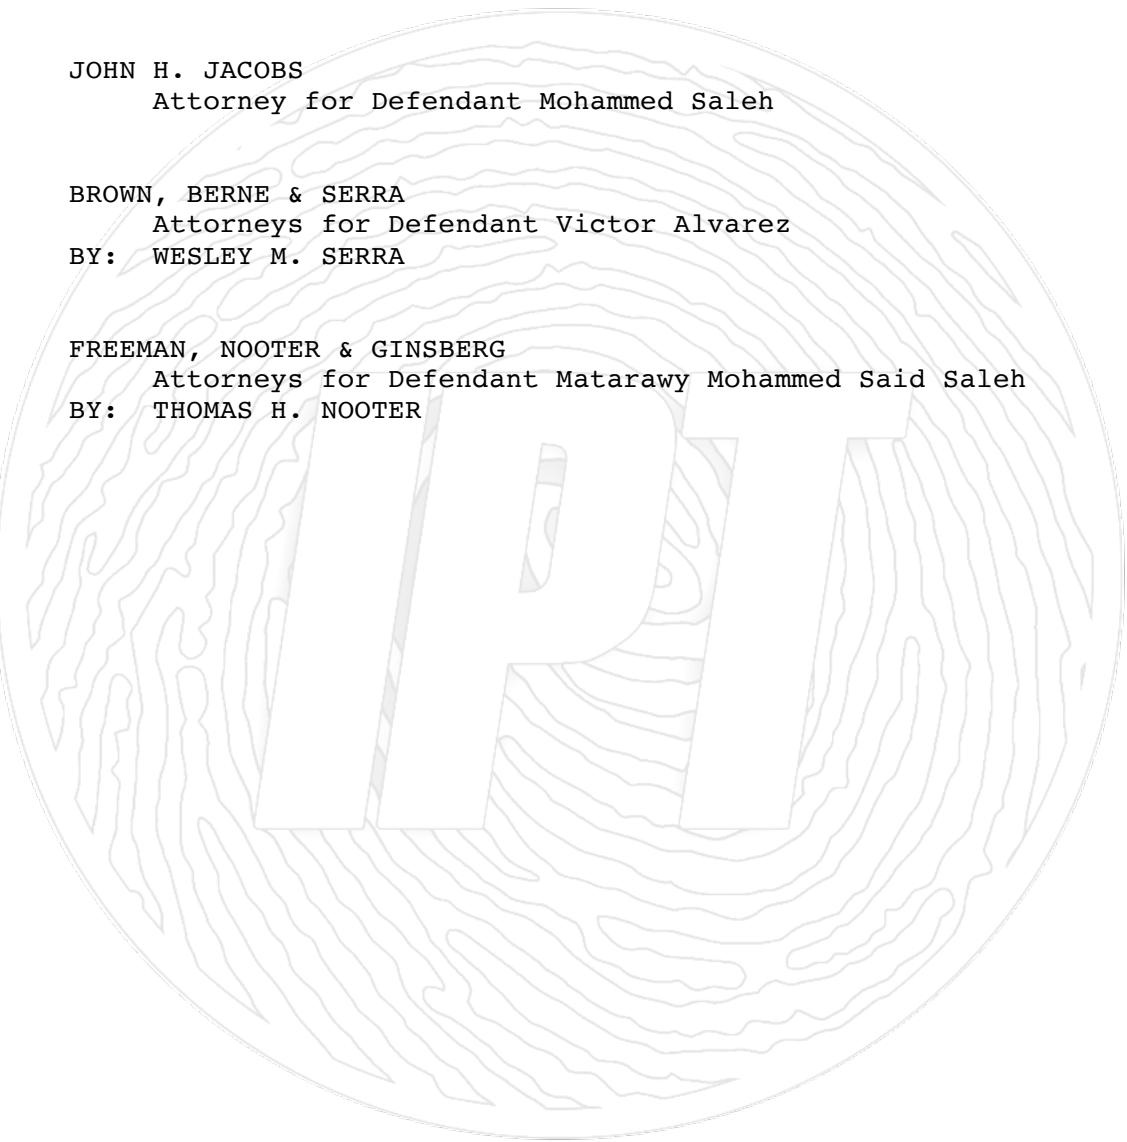 JOHN H. JACOBS
Attorney for Defendant Mohammed Saleh
BROWN, BERNE & SERRA
Attorneys for Defendant Victor Alvarez
BY: WESLEY M. SERRA
FREEMAN, NOOTER & GINSBERG
Attorneys for Defendant Matarawy Mohammed Said Saleh
BY: THOMAS H. NOOTER
IPT